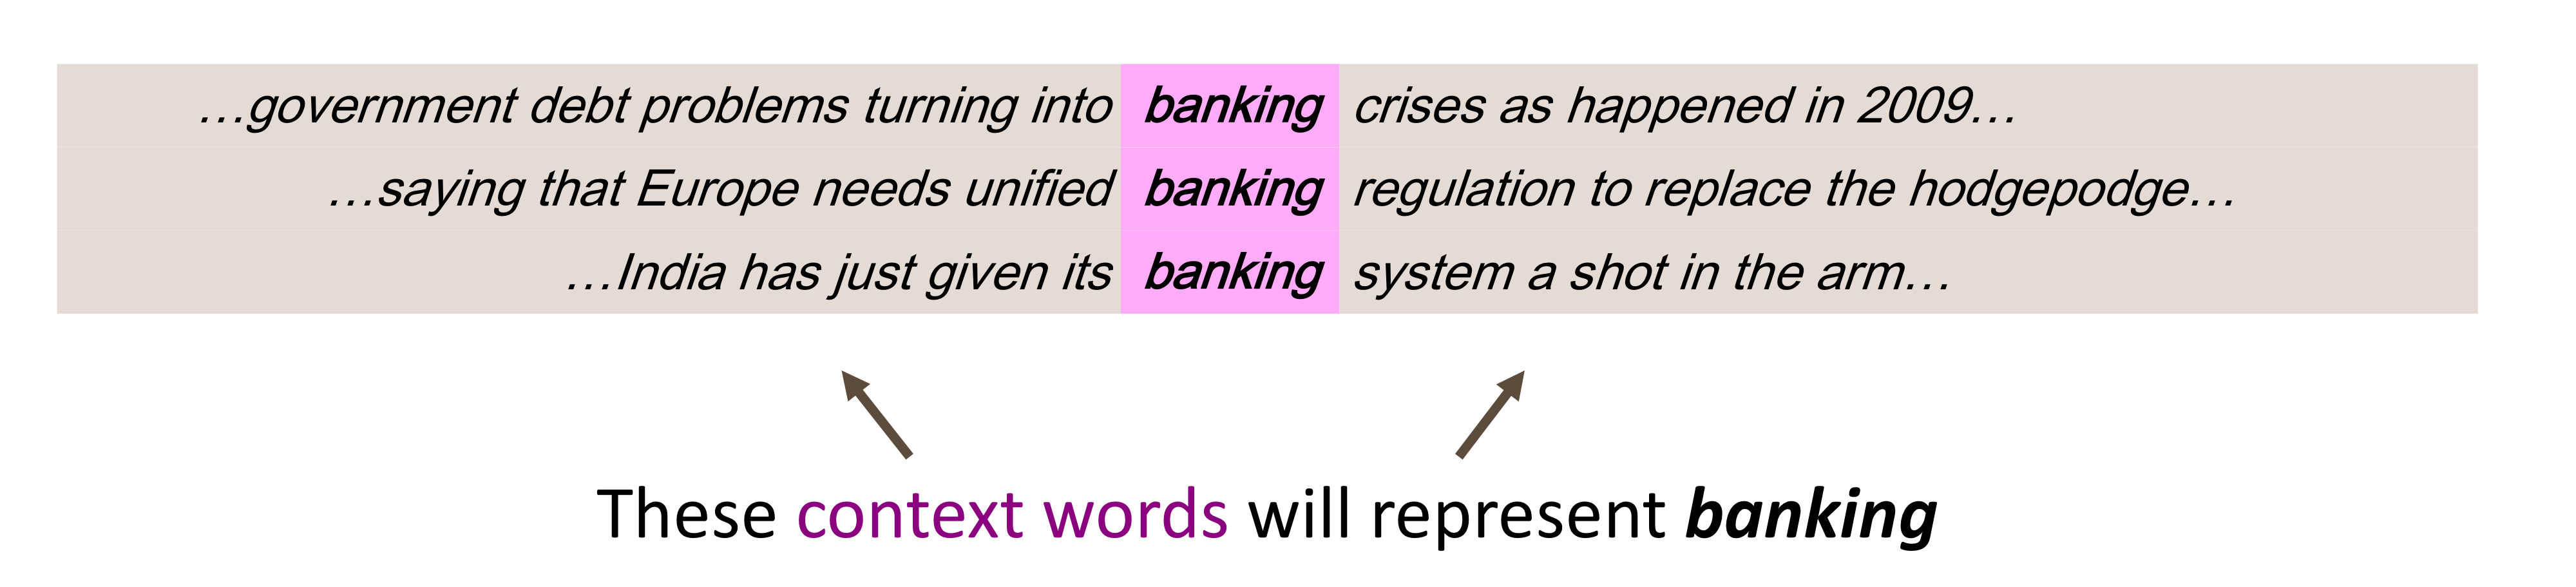 …government debt problems turning into banking crises as happened in 2009…
…saying that Europe needs unified banking regulation to replace the hodgepodge…
…India has just given its banking system a shot in the arm…
These context words will represent banking